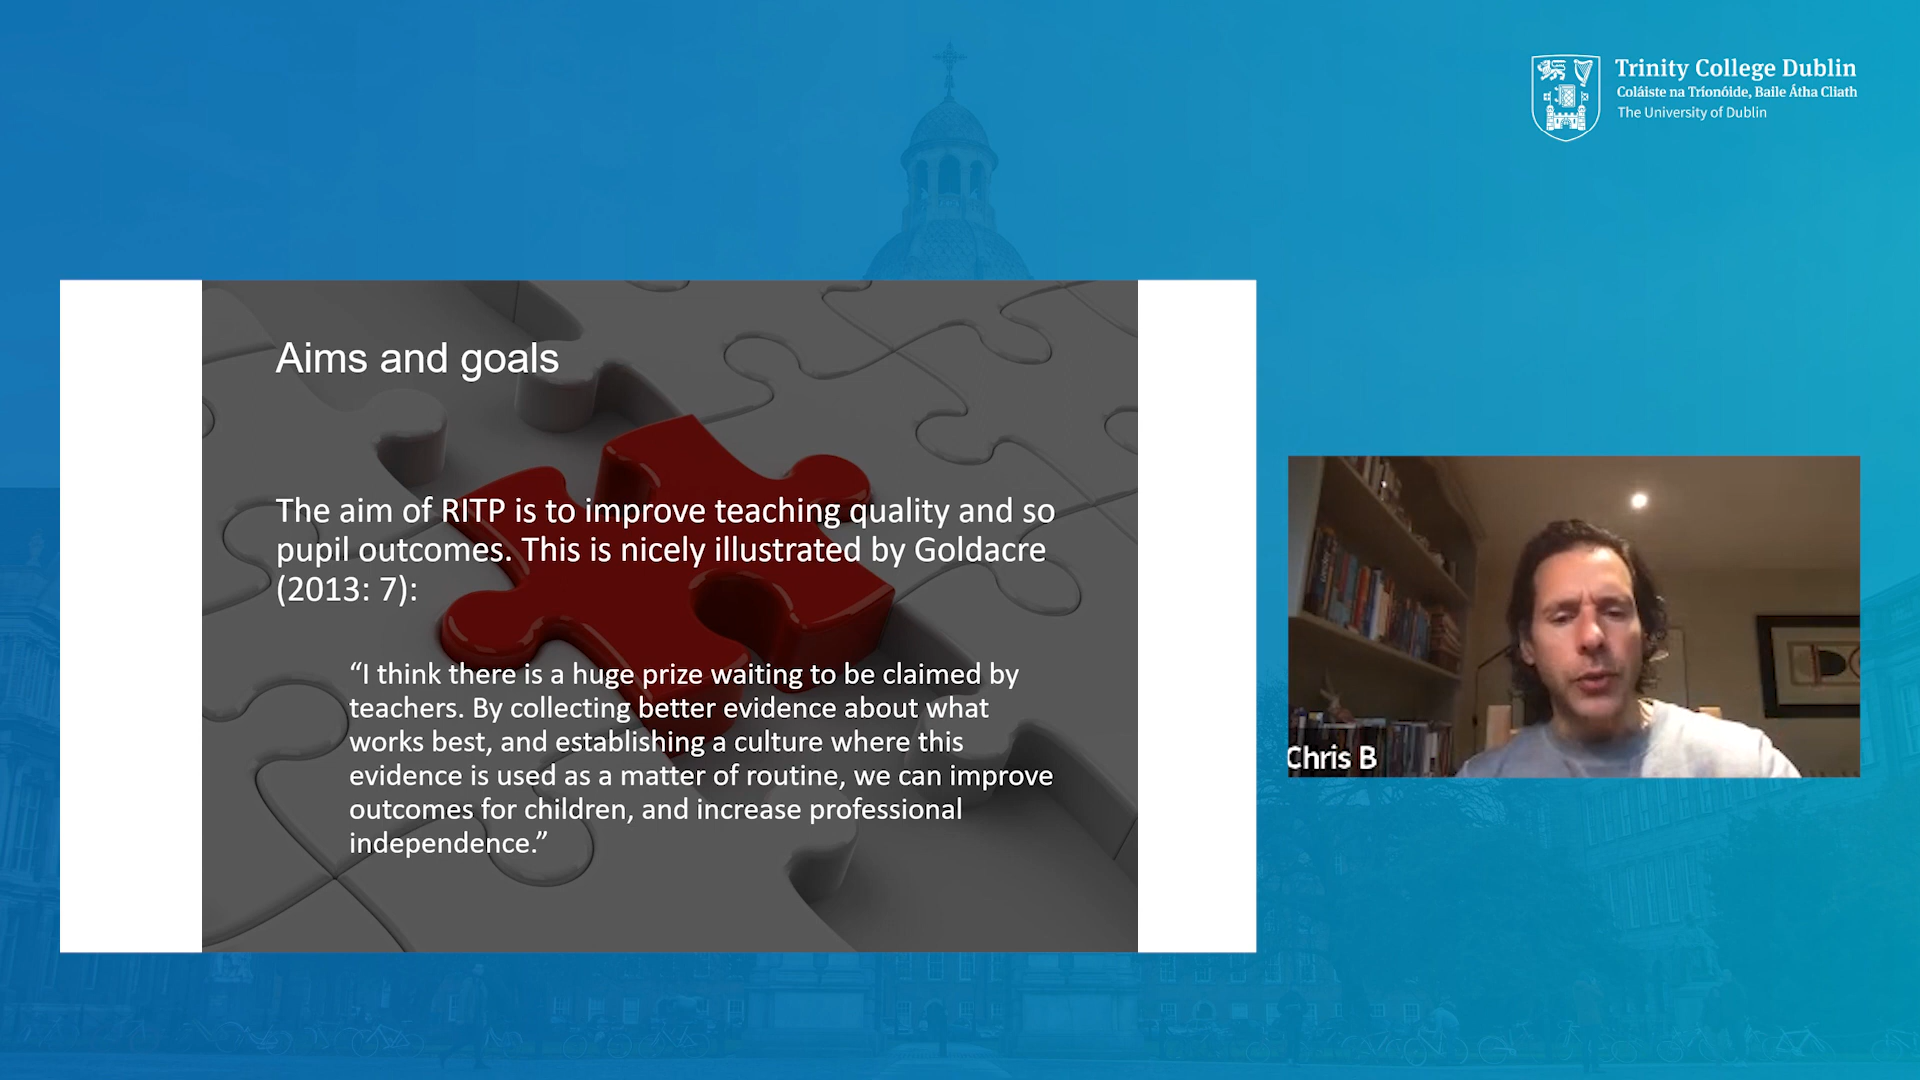 Trinity College Dublin
Coláiste na Tríonóide, Baile Átha Cliath
The University of Dublin
Aims and goals
The aim of RITP is to improve teaching quality and so
pupil outcomes. This is nicely illustrated by Goldacre
(2013: 7):
“I think there is a huge prize waiting to be claimed by
teachers. By collecting better evidence about what
works best, and establishing a culture where this
evidence is used as a matter of routine, we can improve
outcomes for children, and increase professional
independence.”
Chris B